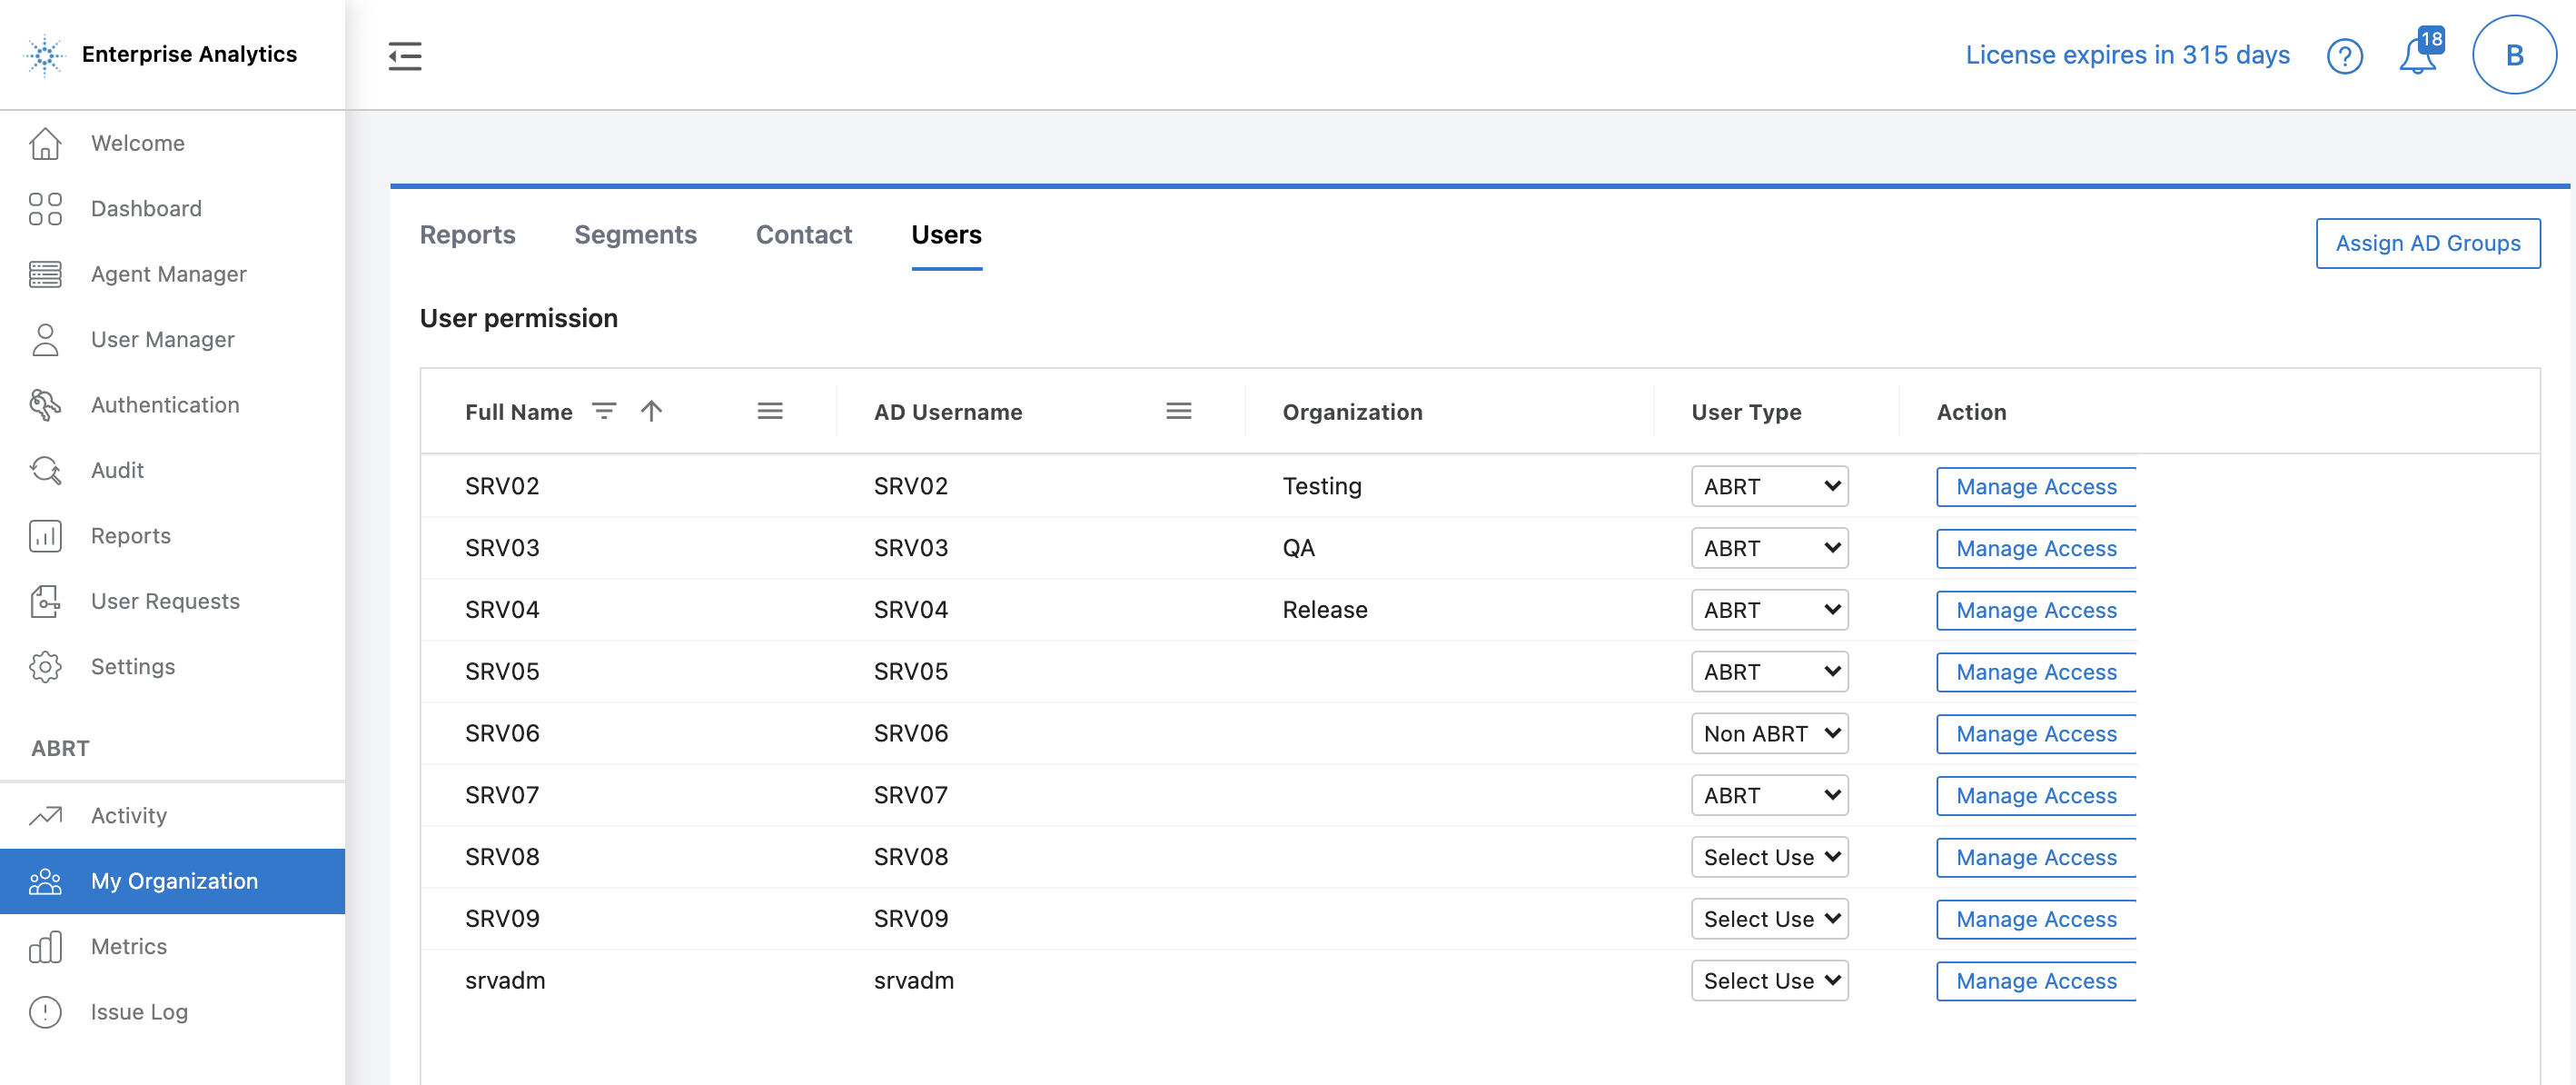 Enterprise Analytics
License expires in 315 days
?
18
B
Welcome
Dashboard
Agent Manager
User Manager
Authentication
Audit
Reports
User Requests
Settings
ABRT
Activity
My Organization
Metrics
Issue Log
Reports Segments Contact Users
Assign AD Groups
User permission
Full Name AD Username Organization User Type Action
SRV02 SRV02 Testing ABRT Manage Access
SRV03 SRV03 QA ABRT Manage Access
SRV04 SRV04 Release ABRT Manage Access
SRV05 SRV05 ABRT Manage Access
SRV06 SRV06 Non ABRT Manage Access
SRV07 SRV07 ABRT Manage Access
SRV08 SRV08 Select Use Manage Access
SRV09 SRV09 Select Use Manage Access
srvadm srvadm Select Use Manage Access